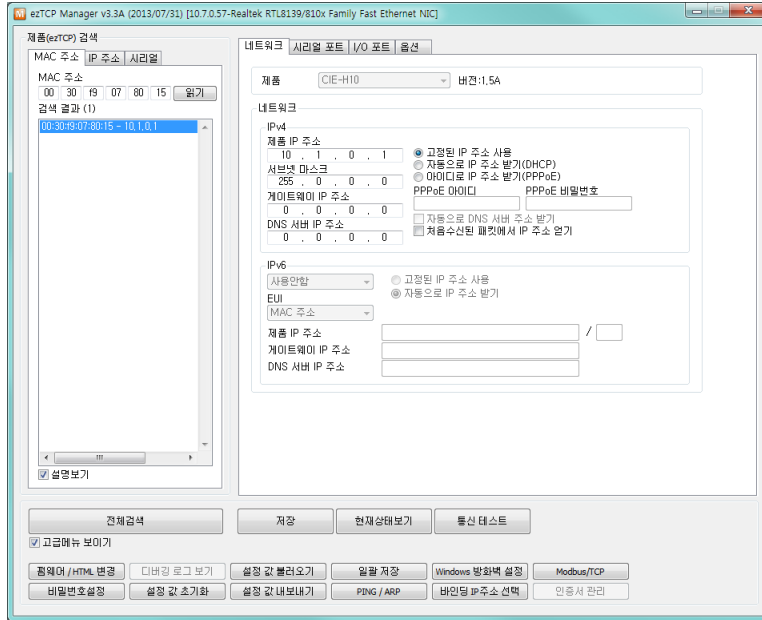 ezTCP Manager v3.3A (2013/07/31) [10.7.0.57-Realtek RTL8139/810x Family Fast Ethernet NIC]
제품(ezTCP) 검색
MAC 주소 IP 주소 시리얼
MAC 주소
00 30 f9 07 80 15 읽기
검색 결과 (1)
00:30:f9:07:80:15 - 10,1,0,1
설명보기
네트워크 시리얼 포트 I/O 포트 옵션
제품 CIE-H10 버전:1,5A
네트워크
IPv4
제품 IP 주소
10 . 1 . 0 . 1
서브넷 마스크
255 . 0 . 0 . 0
게이트웨이 IP 주소
0 . 0 . 0 . 0
DNS 서버 IP 주소
0 . 0 . 0 . 0
고정된 IP 주소 사용
자동으로 IP 주소 받기(DHCP)
아이디로 IP 주소 받기(PPPoE)
PPPoE 아이디 PPPoE 비밀번호
자동으로 DNS 서버 주소 받기
처음수신된 패킷에서 IP 주소 얻기
IPv6
사용안함
EUI
MAC 주소
고정된 IP 주소 사용
자동으로 IP 주소 받기
제품 IP 주소 /
게이트웨이 IP 주소
DNS 서버 IP 주소
전체검색 저장 현재상태보기 통신 테스트
고급메뉴 보이기
펌웨어 / HTML 변경 디버깅 로그 보기 설정 값 불러오기 일괄 저장 Windows 방화벽 설정 Modbus/TCP
비밀번호설정 설정 값 초기화 설정 값 내보내기 PING / ARP 바인딩 IP주소 선택 인증서 관리